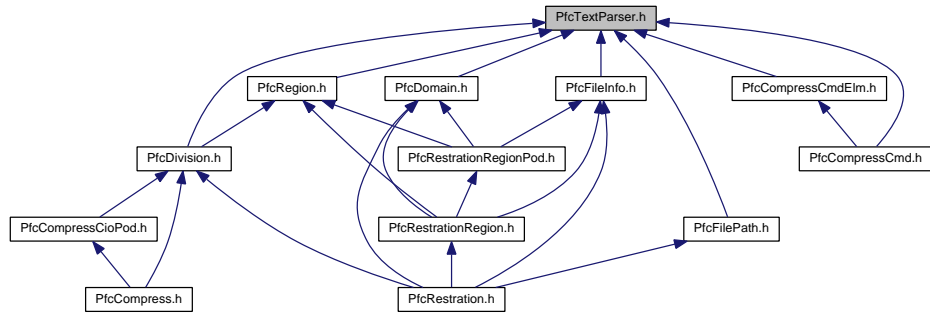 PfcTextParser.h
PfcRegion.h
PfcDomain.h
PfcFileInfo.h
PfcCompressCmdElm.h
PfcDivision.h
PfcRestrationRegionPod.h
PfcCompressCmd.h
PfcCompressCioPod.h
PfcRestrationRegion.h
PfcFilePath.h
PfcCompress.h
PfcRestration.h